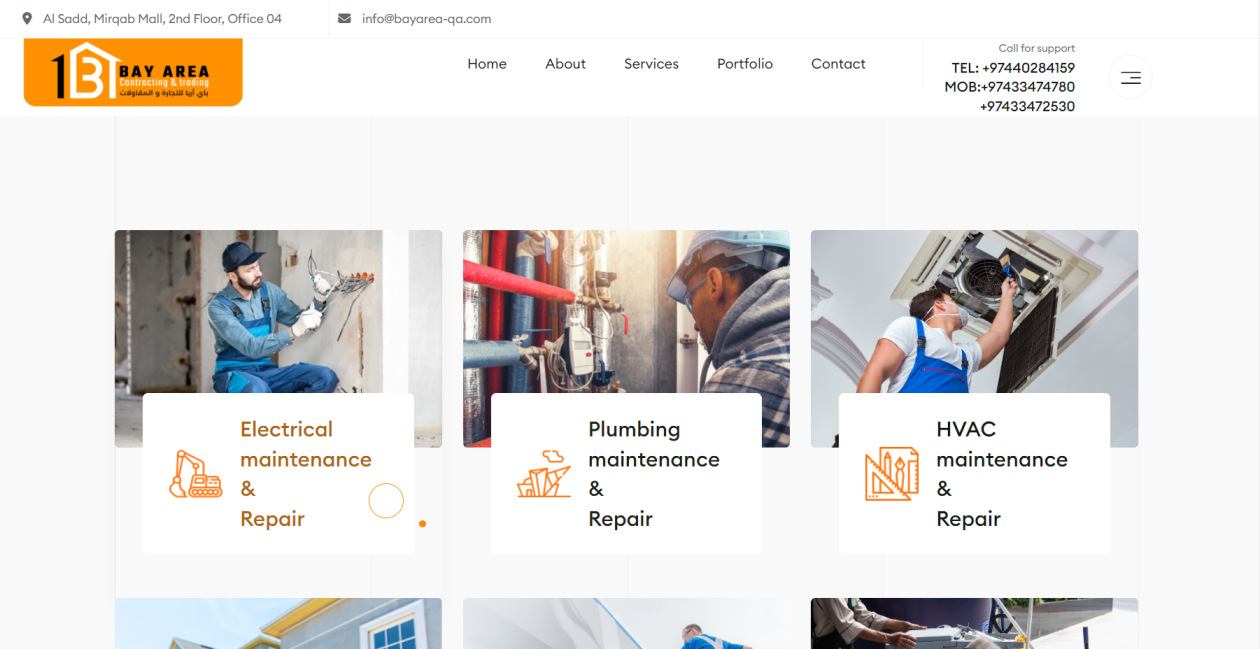 Al Sadd, Mirqab Mall, 2nd Floor, Office 04
info@bayarea-qa.com
BAY AREA
Contracting & trading
باي أريا للتجارة و المقاولات
Home About Services Portfolio Contact
Call for support
TEL: +97440284159
MOB:+97433474780
+97433472530
Electrical
maintenance
&
Repair
Plumbing
maintenance
&
Repair
HVAC
maintenance
&
Repair